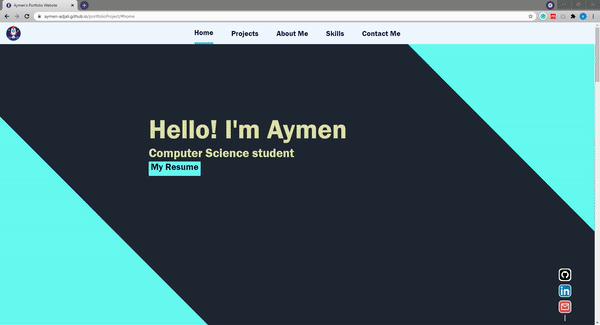 Aymen's Portfolio Website
aymen-adjali.github.io/portfolioProject/#home
Home Projects About Me Skills Contact Me
Hello! I'm Aymen
Computer Science student
My Resume
in